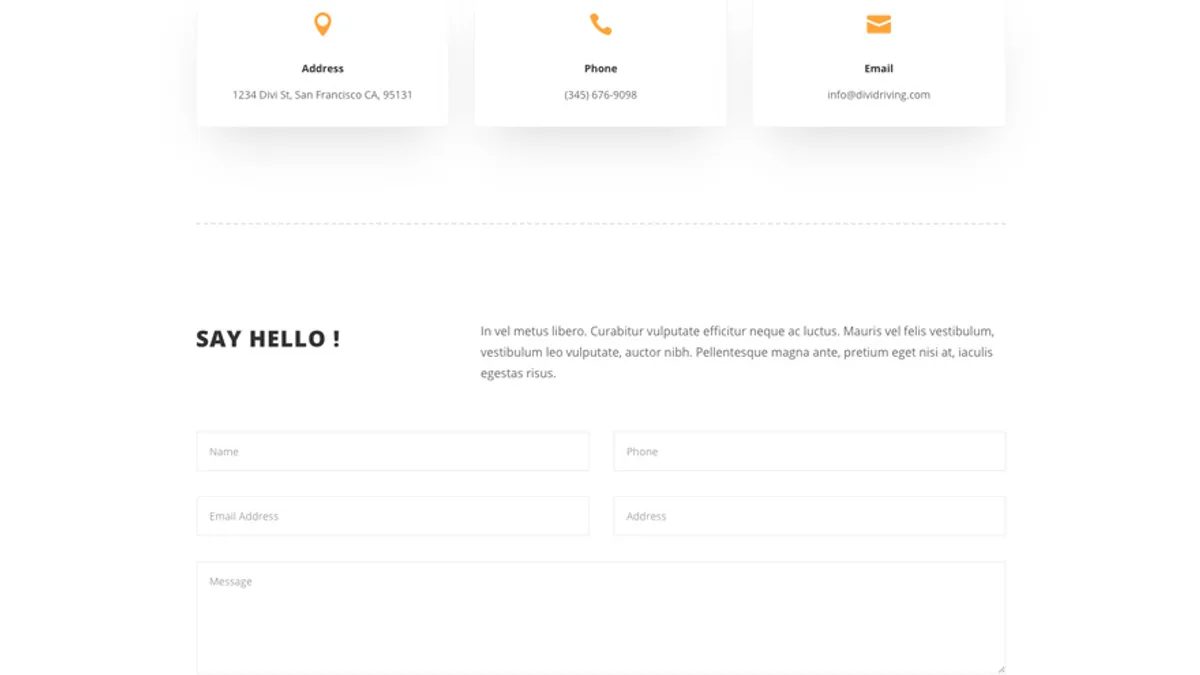 Address
1234 Divi St, San Francisco CA, 95131
Phone
(345) 676-9098
Email
info@dividriving.com
SAY HELLO !
In vel metus libero. Curabitur vulputate efficitur neque ac luctus. Mauris vel felis vestibulum,
vestibulum leo vulputate, auctor nibh. Pellentesque magna ante, pretium eget nisi at, iaculis
egestas risus.
Name
Phone
Email Address
Address
Message